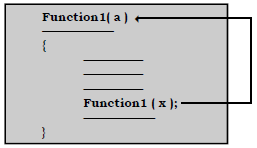 Function1( a )
{
Function1 ( x );
}